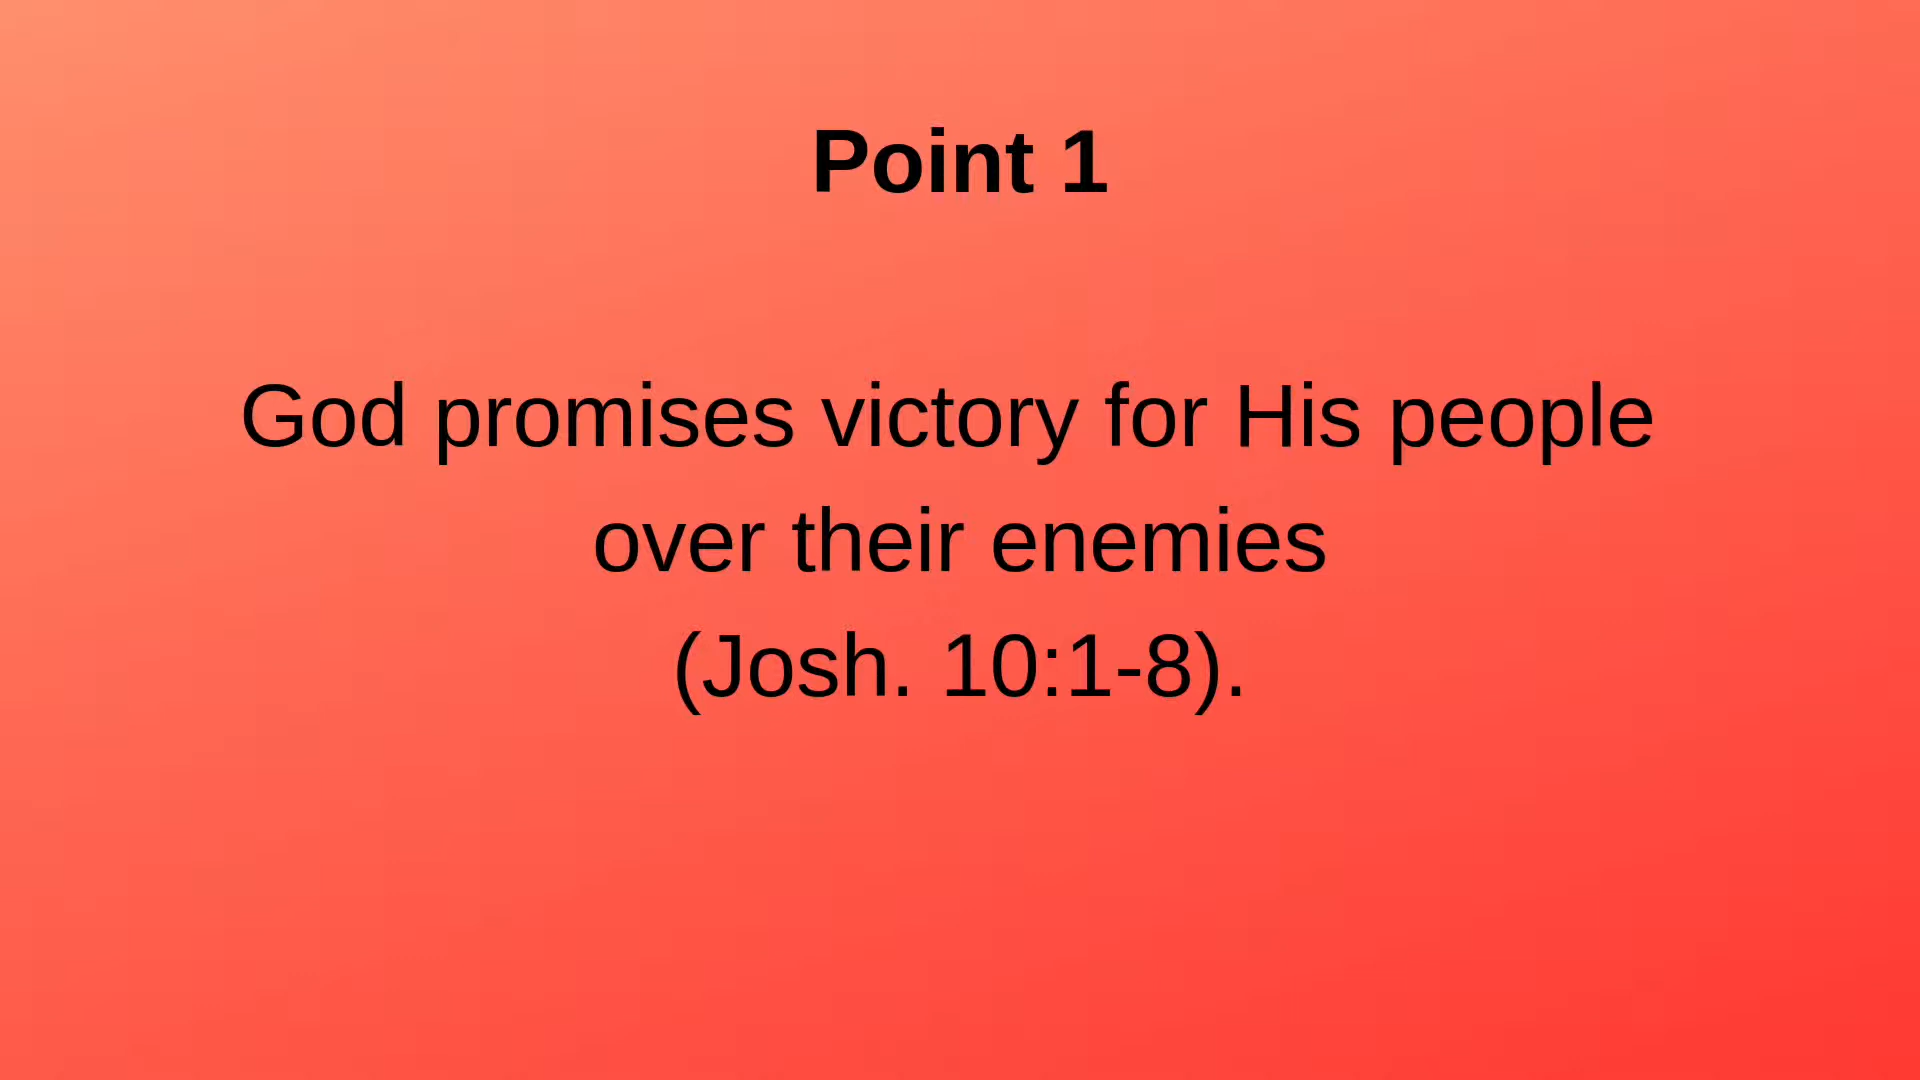 Point 1
God promises victory for His people
over their enemies
(Josh. 10:1-8).